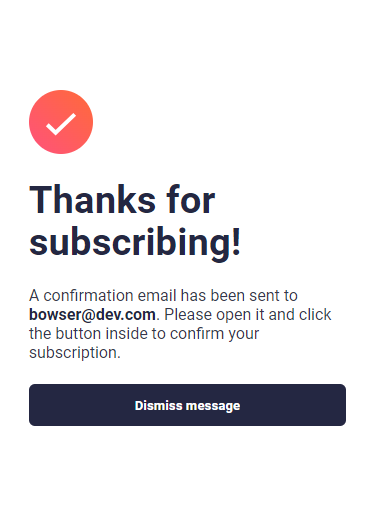 Thanks for
subscribing!
A confirmation email has been sent to
bowser@dev.com. Please open it and click
the button inside to confirm your
subscription.
Dismiss message